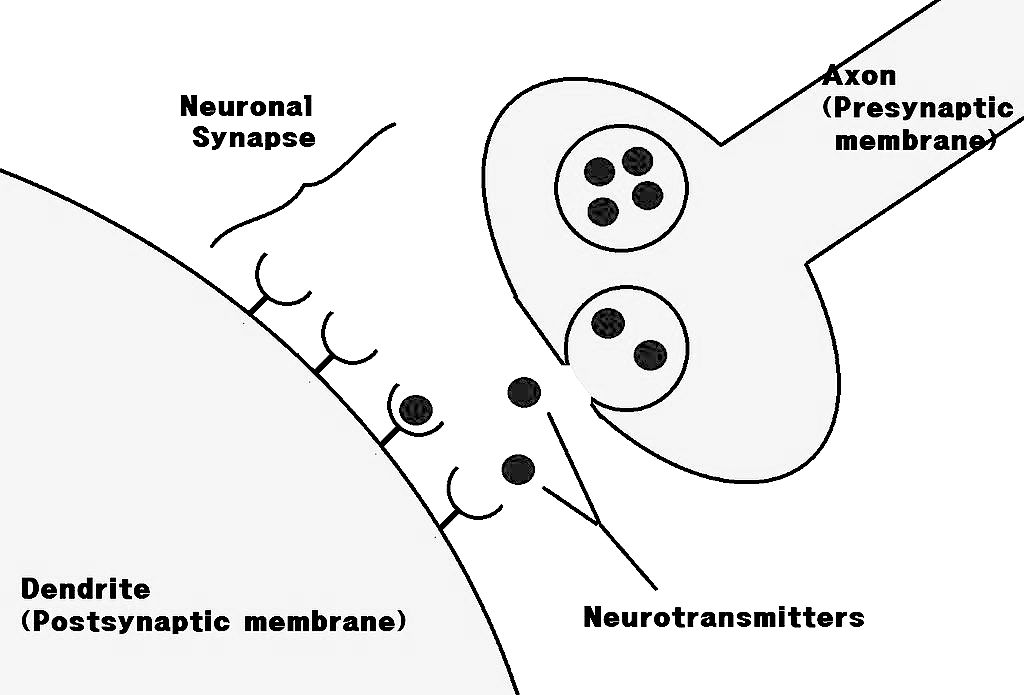 Neuronal
Synapse
Axon
(Presynaptic
membrane)
Dendrite
(Postsynaptic membrane)
Neurotransmitters